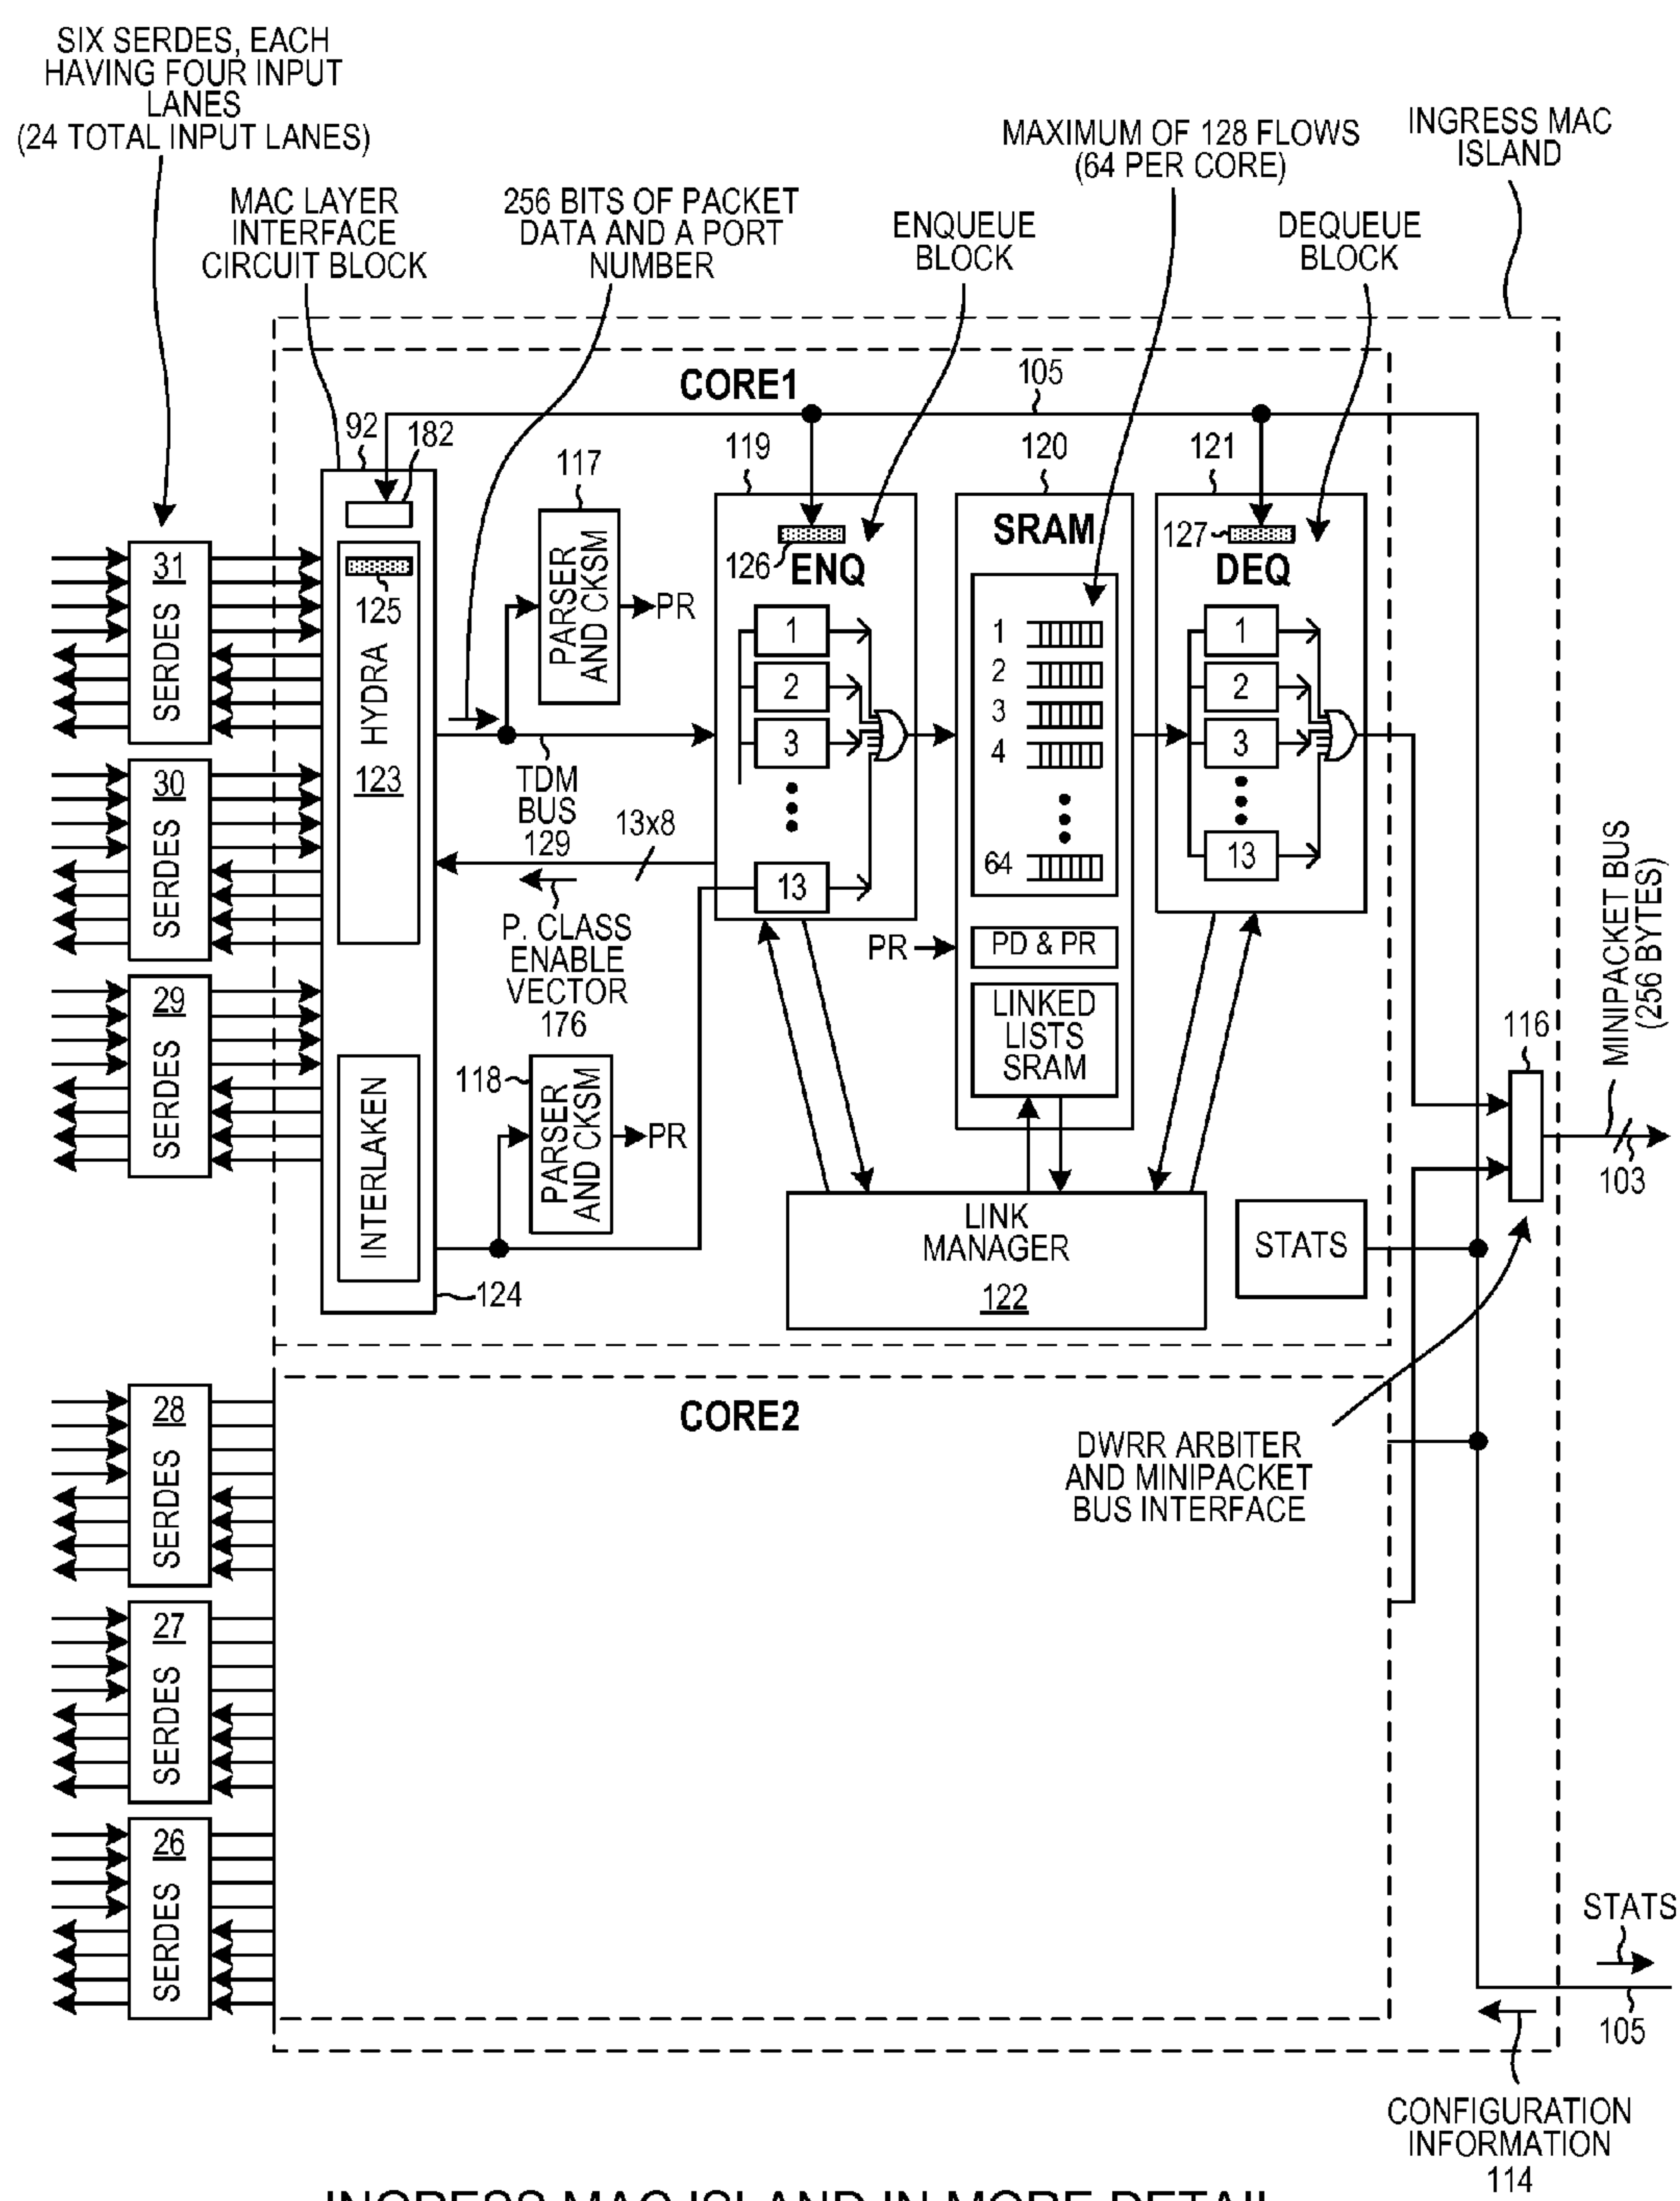 SIX SERDES, EACH
HAVING FOUR INPUT
LANES
(24 TOTAL INPUT LANES)
MAC LAYER
INTERFACE
CIRCUIT BLOCK
256 BITS OF PACKET
DATA AND A PORT
NUMBER
ENQUEUE
BLOCK
MAXIMUM OF 128 FLOWS
(64 PER CORE)
DEQUEUE
BLOCK
INGRESS MAC
ISLAND
CORE1
105
92
182
117
119
120
121
31
SERDES
30
SERDES
29
SERDES
125
HYDRA
123
INTERLAKEN
124
PARSER
AND CKSM
PR
TDM
BUS
129
13x8
P. CLASS
ENABLE
VECTOR
176
118
PARSER
AND CKSM
PR
126
ENQ
1
2
3
13
SRAM
1
2
3
4
64
PR
PD & PR
LINKED
LISTS
SRAM
127
DEQ
1
2
3
13
LINK
MANAGER
122
STATS
116
MINIPACKET BUS
(256 BYTES)
103
28
SERDES
27
SERDES
26
SERDES
CORE2
DWRR ARBITER
AND MINIPACKET
BUS INTERFACE
STATS
105
CONFIGURATION
INFORMATION
114
INGRESS MAC ISLAND IN MORE DETAIL